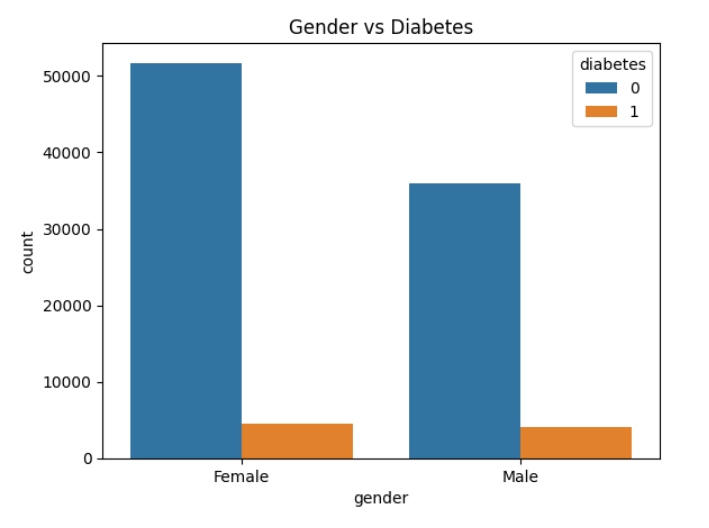 Gender vs Diabetes
diabetes
0
1
50000
40000
30000
20000
10000
0
count
Female
Male
gender